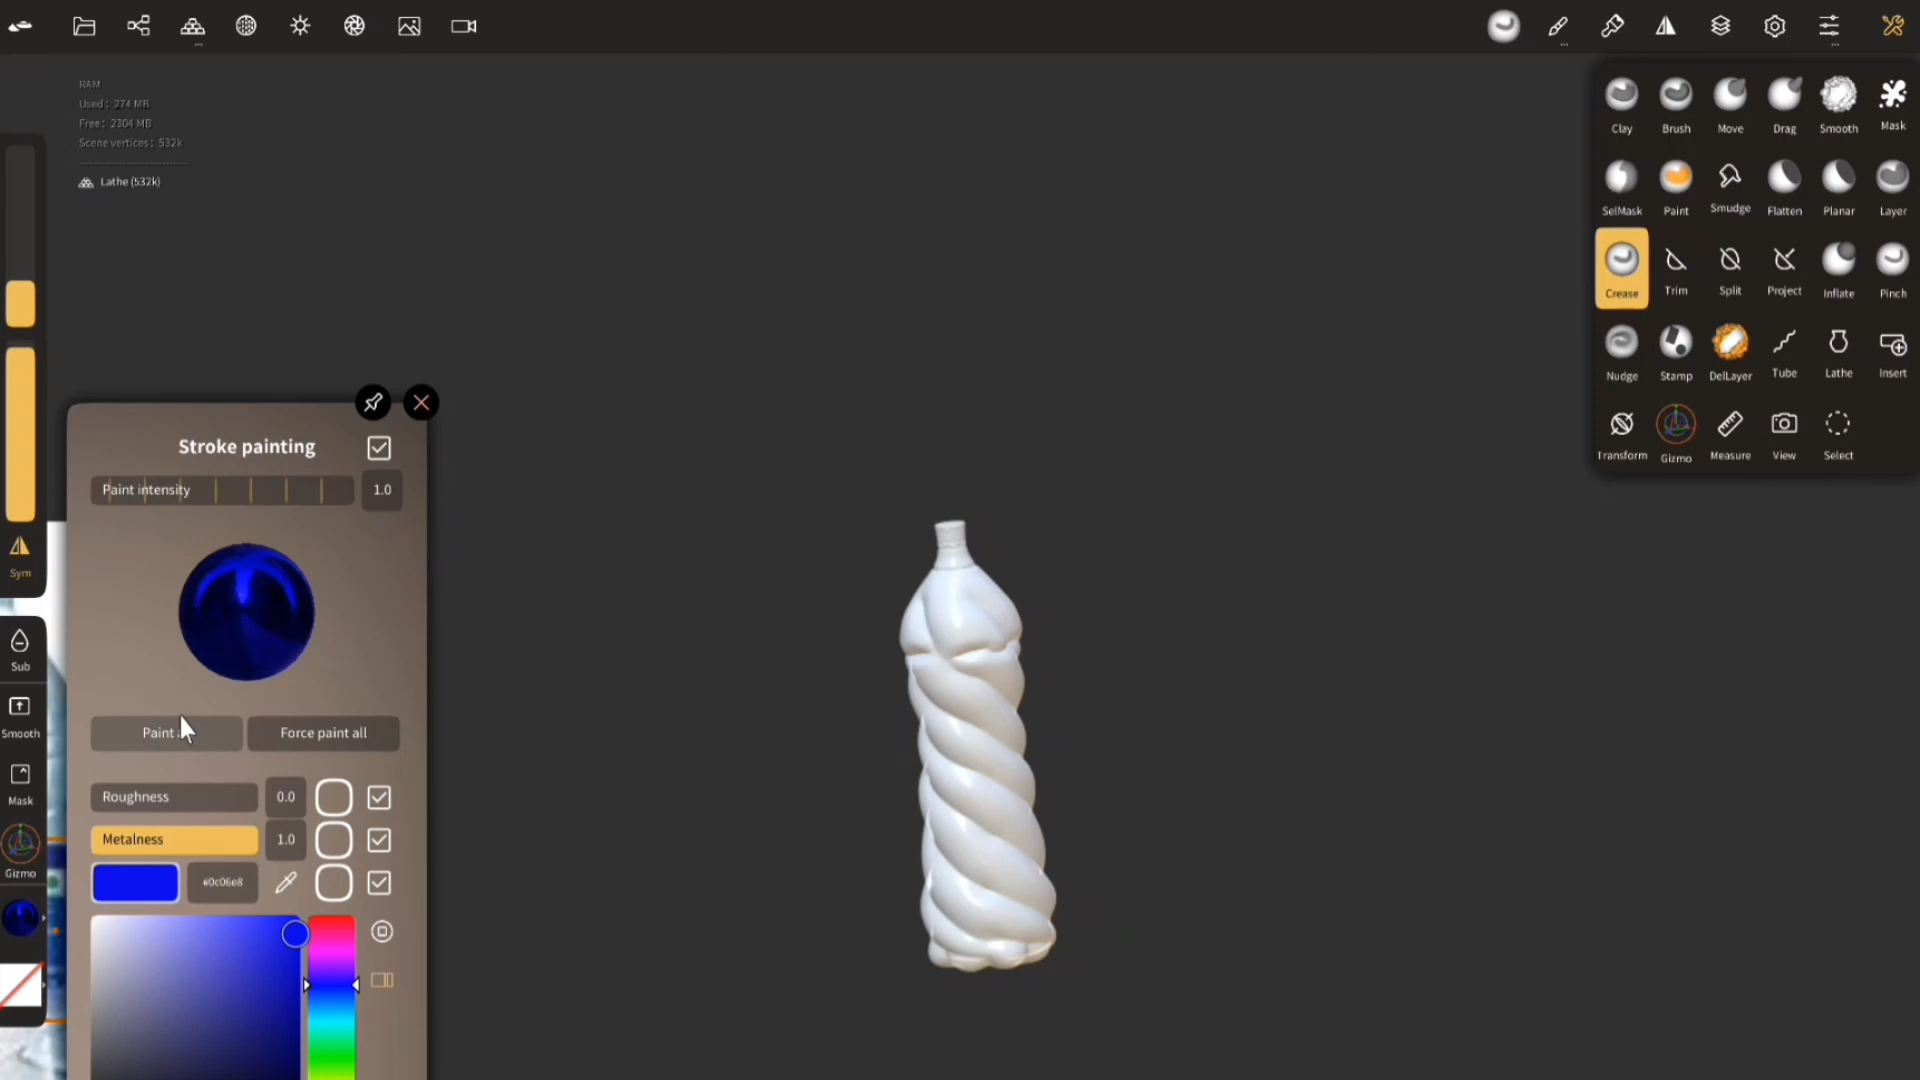 RAM
Used: 274 MB
Free: 2304 MB
Scene vertices: 532k
Lathe (532k)
Clay
Brush
Move
Drag
Smooth
Mask
SelMask
Paint
Smudge
Flatten
Planar
Layer
Crease
Trim
Split
Project
Inflate
Pinch
Nudge
Stamp
DelLayer
Tube
Lathe
Insert
Transform
Gizmo
Measure
View
Select
Sym
Sub
Smooth
Mask
Gizmo
Stroke painting
Paint intensity 1.0
Paint
Force paint all
Roughness 0.0
Metalness 1.0
#0c06e8